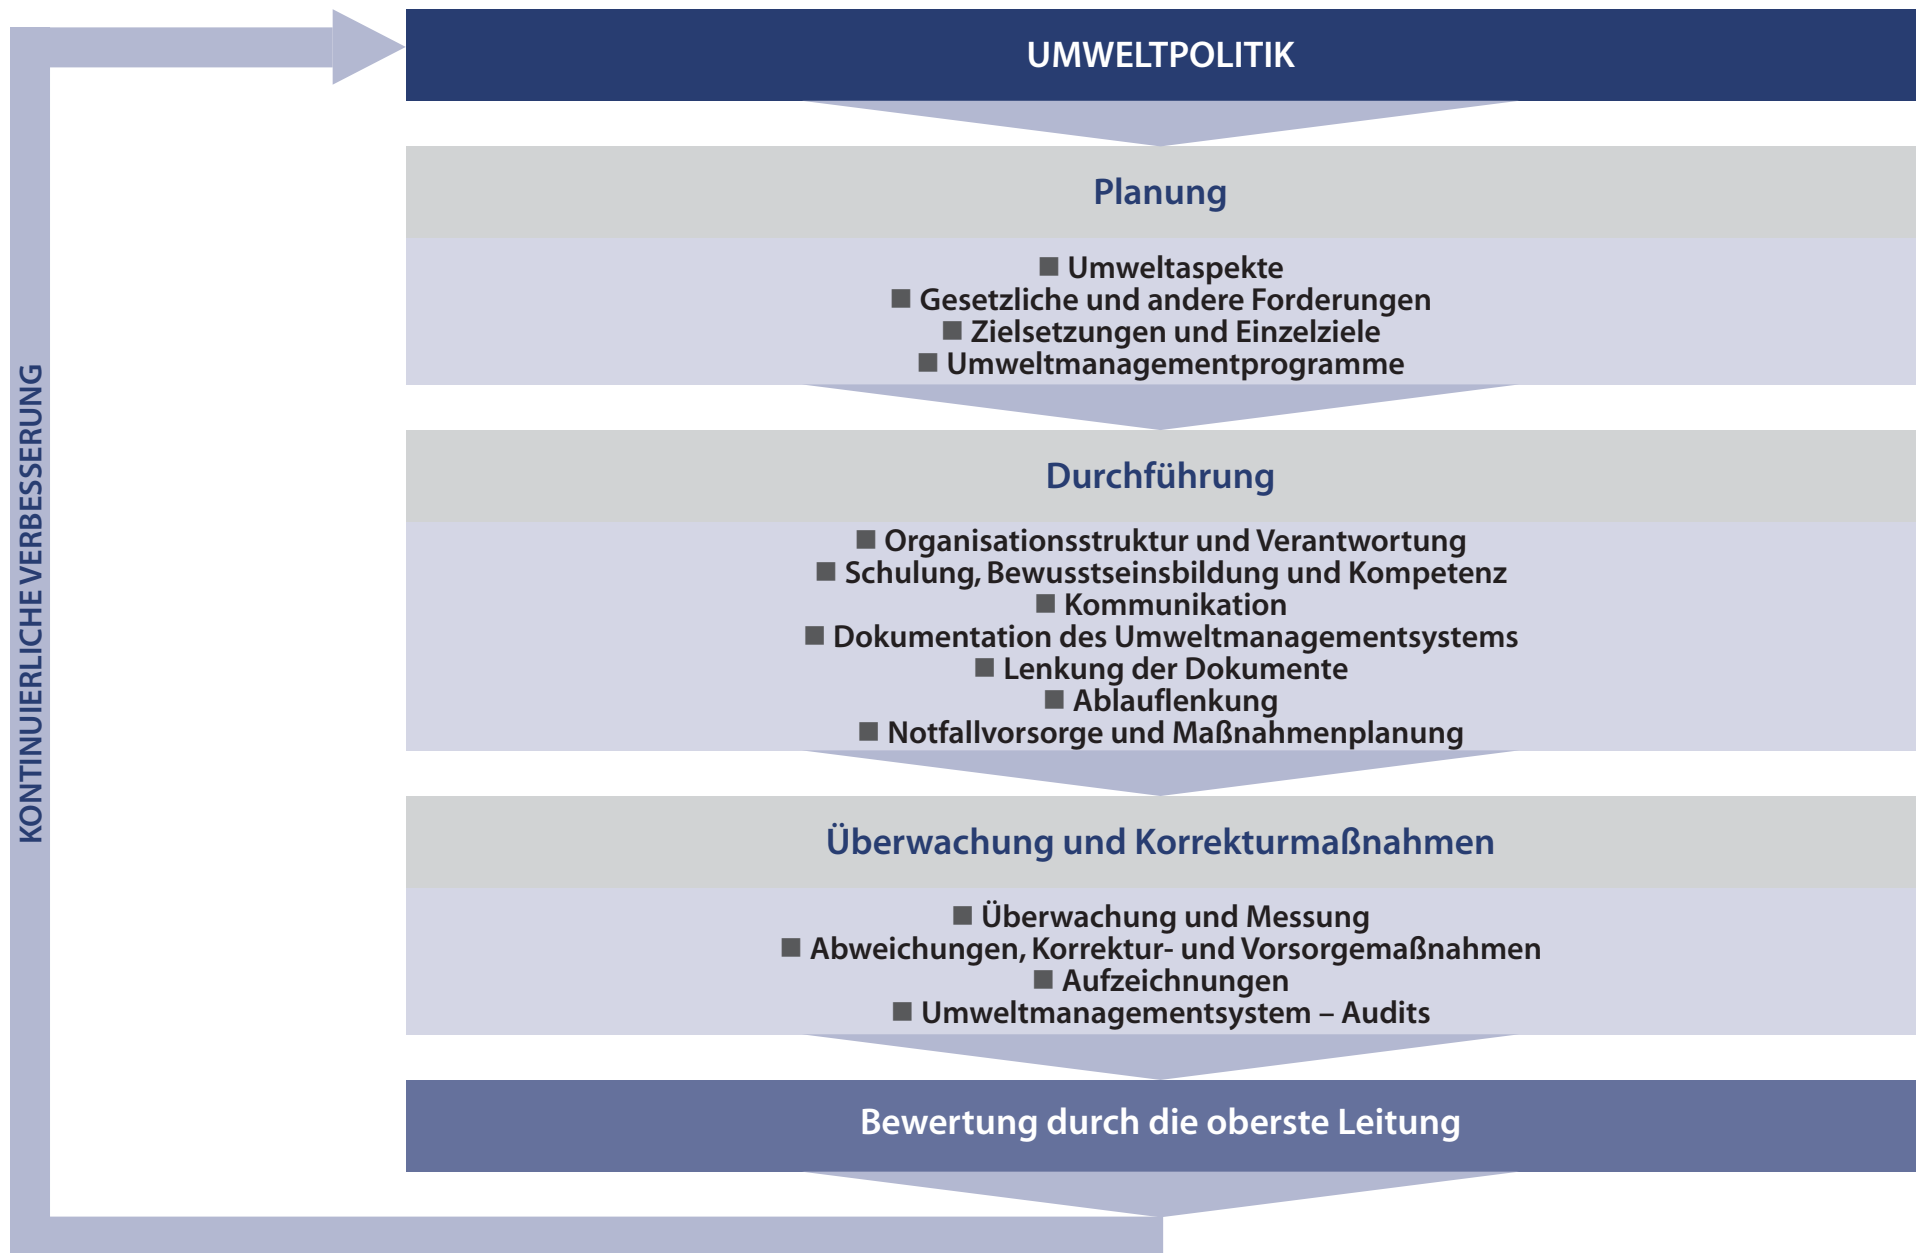 UMWELTPOLITIK
Planung
■ Umweltaspekte
■ Gesetzliche und andere Forderungen
■ Zielsetzungen und Einzelziele
■ Umweltmanagementprogramme
Durchführung
■ Organisationsstruktur und Verantwortung
■ Schulung, Bewusstseinsbildung und Kompetenz
■ Kommunikation
■ Dokumentation des Umweltmanagementsystems
■ Lenkung der Dokumente
■ Ablauflenkung
■ Notfallvorsorge und Maßnahmenplanung
Überwachung und Korrekturmaßnahmen
■ Überwachung und Messung
■ Abweichungen, Korrektur- und Vorsorgemaßnahmen
■ Aufzeichnungen
■ Umweltmanagementsystem – Audits
Bewertung durch die oberste Leitung
KONTINUIERLICHE VERBESSERUNG